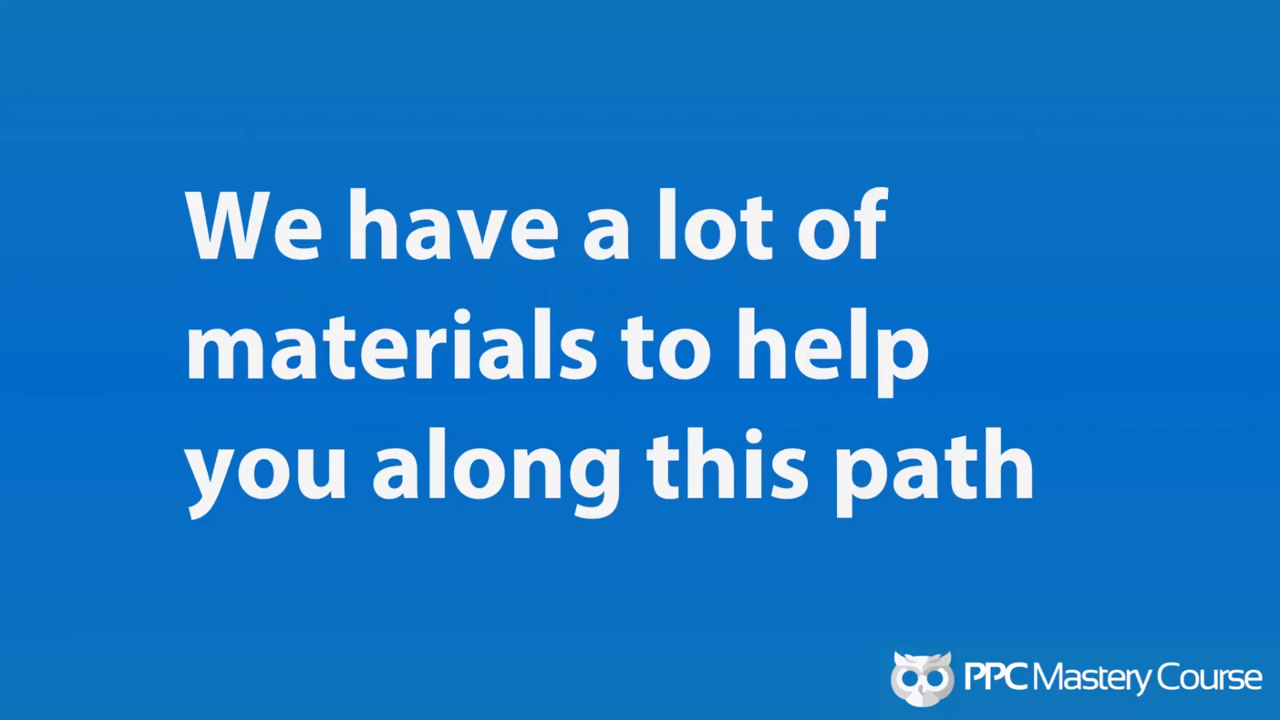 We have a lot of
materials to help
you along this path
PPC Mastery Course